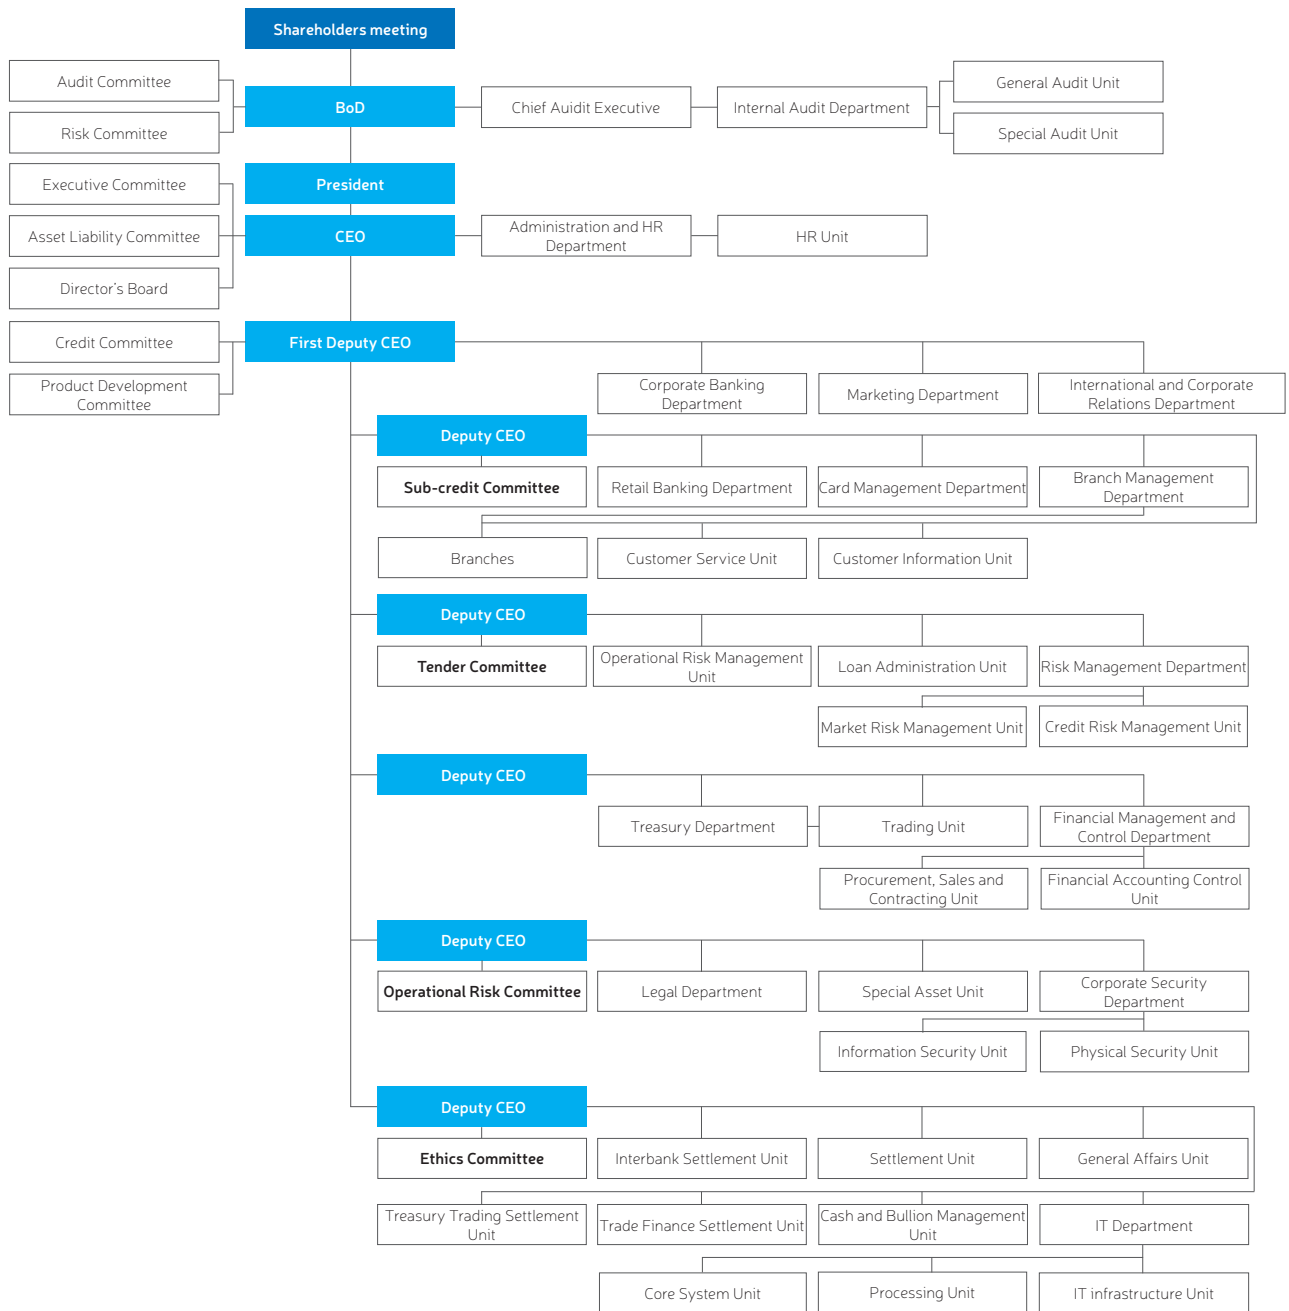 Shareholders meeting
Audit Committee
BoD
Chief Auidit Executive
Internal Audit Department
General Audit Unit
Risk Committee
Special Audit Unit
Executive Committee
President
Asset Liability Committee
CEO
Administration and HR
Department
HR Unit
Director's Board
Credit Committee
First Deputy CEO
Product Development
Committee
Corporate Banking
Department
Marketing Department
International and Corporate
Relations Department
Deputy CEO
Sub-credit Committee
Retail Banking Department
Card Management Department
Branch Management
Department
Branches
Customer Service Unit
Customer Information Unit
Deputy CEO
Tender Committee
Operational Risk Management
Unit
Loan Administration Unit
Risk Management Department
Market Risk Management Unit
Credit Risk Management Unit
Deputy CEO
Treasury Department
Trading Unit
Financial Management and
Control Department
Procurement, Sales and
Contracting Unit
Financial Accounting Control
Unit
Deputy CEO
Operational Risk Committee
Legal Department
Special Asset Unit
Corporate Security
Department
Information Security Unit
Physical Security Unit
Deputy CEO
Ethics Committee
Interbank Settlement Unit
Settlement Unit
General Affairs Unit
Treasury Trading Settlement
Unit
Trade Finance Settlement Unit
Cash and Bullion Management
Unit
IT Department
Core System Unit
Processing Unit
IT infrastructure Unit